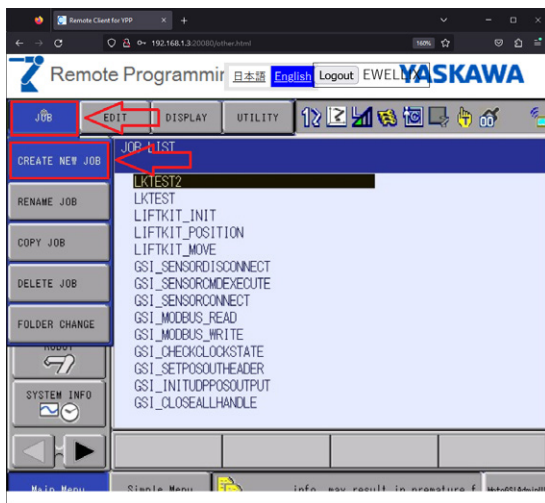 Remote Client for YPP
192.168.1.3:20080/other.html
160%
Remote Programming
日本語
English
Logout
EWELLIX
YASKAWA
JOB
EDIT
DISPLAY
UTILITY
CREATE NEW JOB
RENAME JOB
COPY JOB
DELETE JOB
FOLDER CHANGE
ROBOT
SYSTEM INFO
JOB LIST
LKTEST2
LKTEST
LIFTKIT_INIT
LIFTKIT_POSITION
LIFTKIT_MOVE
GSI_SENSORDISCONNECT
GSI_SENSORCMDEXECUTE
GSI_SENSORCONNECT
GSI_MODBUS_READ
GSI_MODBUS_WRITE
GSI_CHECKCLOCKSTATE
GSI_SETPOSOUTHEADER
GSI_INITUDPPOSOUTPUT
GSI_CLOSEALLHANDLE
Main Menu
Simple Menu
info. may result in premature f